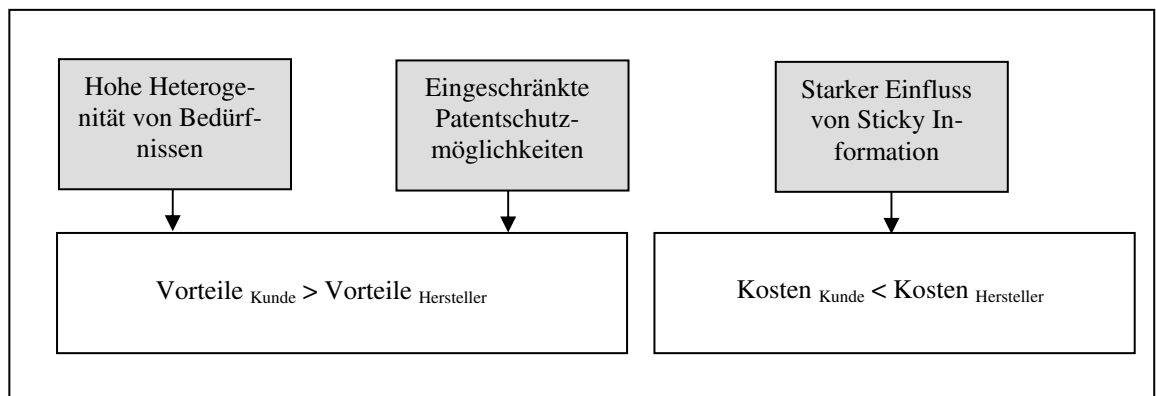 Hohe Heteroge-
nität von Bedürf-
nissen
Eingeschränkte
Patentschutz-
möglichkeiten
Starker Einfluss
von Sticky In-
formation
Vorteile Kunde > Vorteile Hersteller
Kosten Kunde < Kosten Hersteller